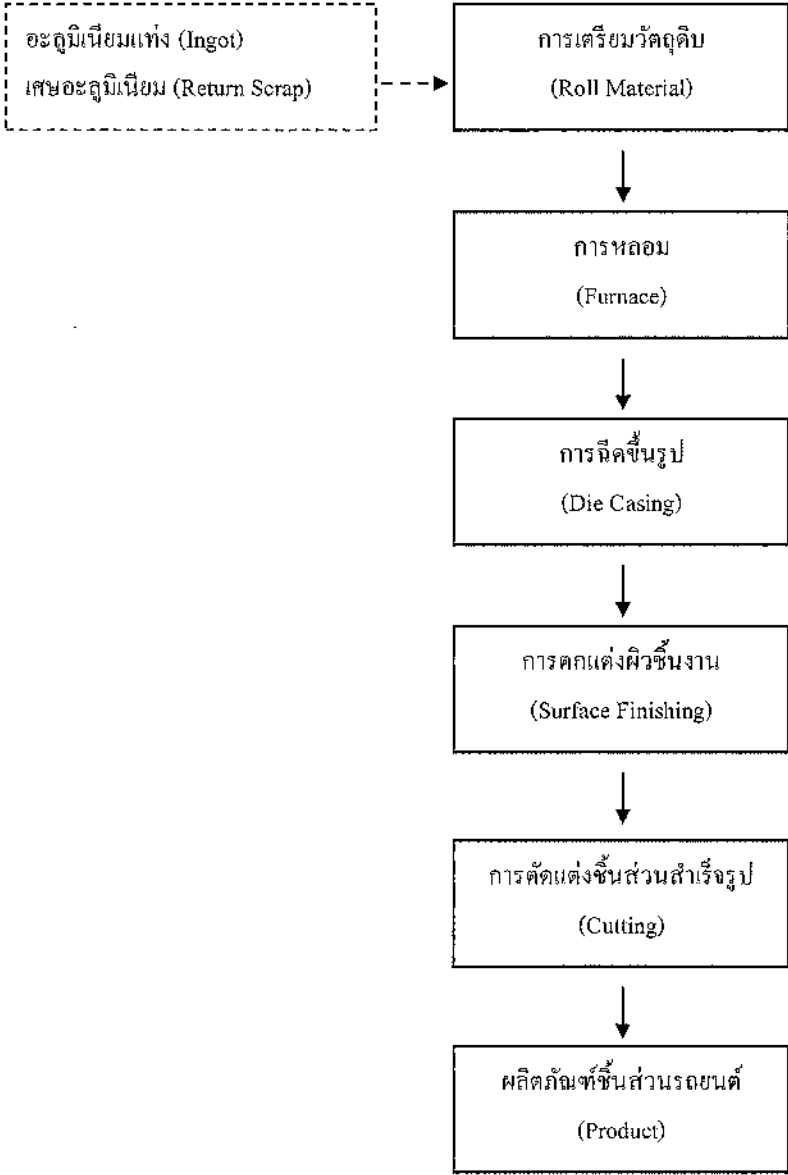 อะลูมิเนียมแท่ง (Ingot)
เศษอะลูมิเนียม (Return Scrap)
การเตรียมวัตถุดิบ
(Roll Material)
การหลอม
(Furnace)
การฉีดขึ้นรูป
(Die Casing)
การตกแต่งผิวชิ้นงาน
(Surface Finishing)
การตัดแต่งชิ้นส่วนสำเร็จรูป
(Cutting)
ผลิตภัณฑ์ชิ้นส่วนรถยนต์
(Product)